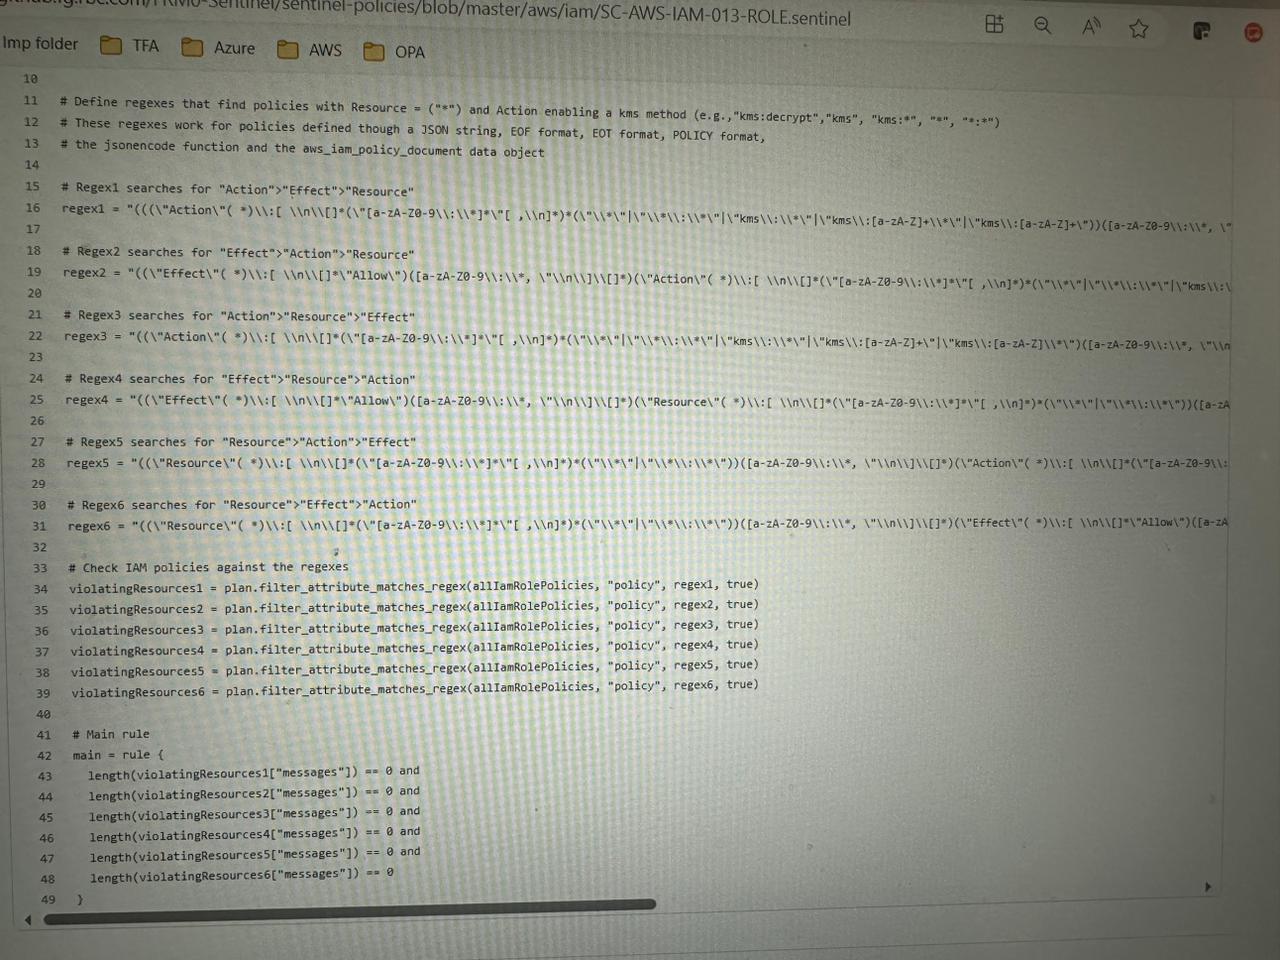 github.fg.rbc.com/PRM0-Sentinel/sentinel-policies/blob/master/aws/iam/SC-AWS-IAM-013-ROLE.sentinel
Imp folder TFA Azure AWS OPA
10
11 # Define regexes that find policies with Resource = ("*") and Action enabling a kms method (e.g.,"kms:decrypt","kms", "kms:*", "*", "*:*")
12 # These regexes work for policies defined though a JSON string, EOF format, EOT format, POLICY format,
13 # the jsonencode function and the aws_iam_policy_document data object
14
15 # Regex1 searches for "Action">"Effect">"Resource"
16 regex1 = "(((\"Action\"( *)\\:[ \\n\\[]*(\"[a-zA-Z0-9\\:\\*]*\"[ ,\\n]*)*(\"\\*\"|\"\\*\\:\\*\"|\"kms\\:\\*\"|\"kms\\:[a-zA-Z]+\\*\"|\"kms\\:[a-zA-Z]+\"))([a-zA-Z0-9\\:\\*, \"
17
18 # Regex2 searches for "Effect">"Action">"Resource"
19 regex2 = "((\"Effect\"( *)\\:[ \\n\\[]*\"Allow\")([a-zA-Z0-9\\:\\*, \"\\n\\]\\[]*)(\"Action\"( *)\\:[ \\n\\[]*(\"[a-zA-Z0-9\\:\\*]*\"[ ,\\n]*)*(\"\\*\"|\"\\*\\:\\*\"|\"kms\\:\
20
21 # Regex3 searches for "Action">"Resource">"Effect"
22 regex3 = "((\"Action\"( *)\\:[ \\n\\[]*(\"[a-zA-Z0-9\\:\\*]*\"[ ,\\n]*)*(\"\\*\"|\"\\*\\:\\*\"|\"kms\\:\\*\"|\"kms\\:[a-zA-Z]+\"|\"kms\\:[a-zA-Z]\\*\")([a-zA-Z0-9\\:\\*, \"\\n
23
24 # Regex4 searches for "Effect">"Resource">"Action"
25 regex4 = "((\"Effect\"( *)\\:[ \\n\\[]*\"Allow\")([a-zA-Z0-9\\:\\*, \"\\n\\]\\[]*)(\"Resource\"( *)\\:[ \\n\\[]*(\"[a-zA-Z0-9\\:\\*]*\"[ ,\\n]*)*(\"\\*\"|\"\\*\\:\\*\"))([a-zA
26
27 # Regex5 searches for "Resource">"Action">"Effect"
28 regex5 = "((\"Resource\"( *)\\:[ \\n\\[]*(\"[a-zA-Z0-9\\:\\*]*\"[ ,\\n]*)*(\"\\*\"|\"\\*\\:\\*\"))([a-zA-Z0-9\\:\\*, \"\\n\\]\\[]*)(\"Action\"( *)\\:[ \\n\\[]*(\"[a-zA-Z0-9\\:
29
30 # Regex6 searches for "Resource">"Effect">"Action"
31 regex6 = "((\"Resource\"( *)\\:[ \\n\\[]*(\"[a-zA-Z0-9\\:\\*]*\"[ ,\\n]*)*(\"\\*\"|\"\\*\\:\\*\"))([a-zA-Z0-9\\:\\*, \"\\n\\]\\[]*)(\"Effect\"( *)\\:[ \\n\\[]*\"Allow\")([a-zA
32
33 # Check IAM policies against the regexes
34 violatingResources1 = plan.filter_attribute_matches_regex(allIamRolePolicies, "policy", regex1, true)
35 violatingResources2 = plan.filter_attribute_matches_regex(allIamRolePolicies, "policy", regex2, true)
36 violatingResources3 = plan.filter_attribute_matches_regex(allIamRolePolicies, "policy", regex3, true)
37 violatingResources4 = plan.filter_attribute_matches_regex(allIamRolePolicies, "policy", regex4, true)
38 violatingResources5 = plan.filter_attribute_matches_regex(allIamRolePolicies, "policy", regex5, true)
39 violatingResources6 = plan.filter_attribute_matches_regex(allIamRolePolicies, "policy", regex6, true)
40
41 # Main rule
42 main = rule {
43 length(violatingResources1["messages"]) == 0 and
44 length(violatingResources2["messages"]) == 0 and
45 length(violatingResources3["messages"]) == 0 and
46 length(violatingResources4["messages"]) == 0 and
47 length(violatingResources5["messages"]) == 0 and
48 length(violatingResources6["messages"]) == 0
49 }